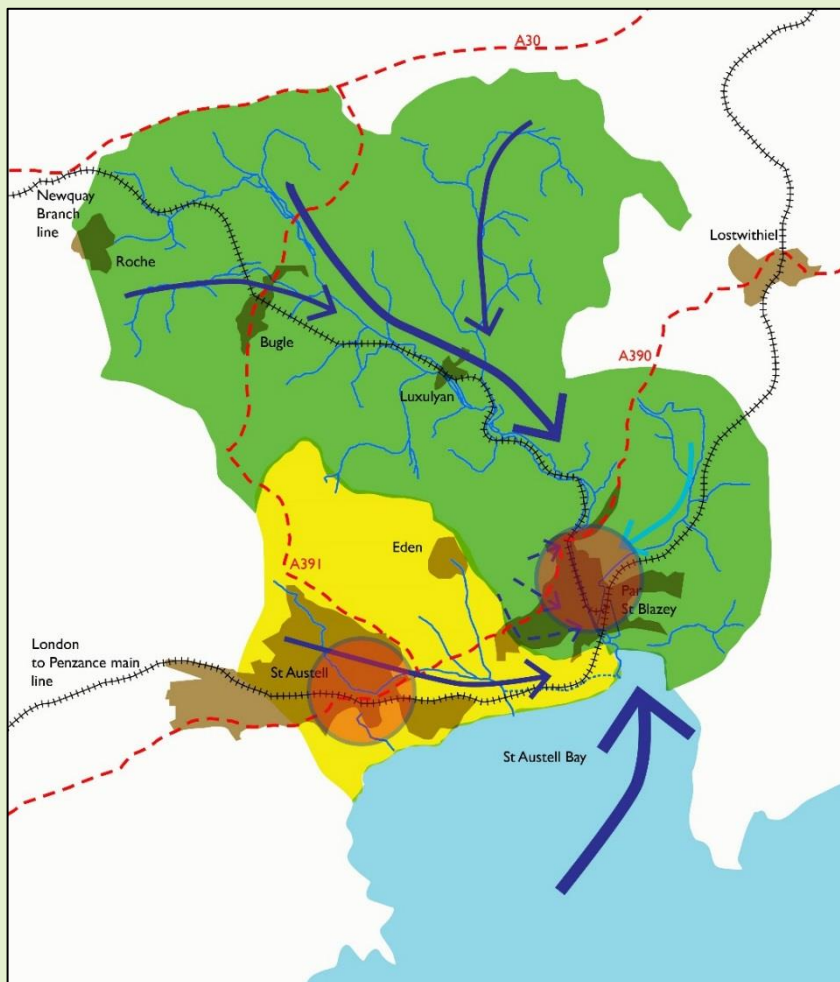 A30
Newquay
Branch
line
Roche
Lostwithiel
Bugle
A390
Luxulyan
Eden
A391
Par
St Blazey
London
to Penzance main
line
St Austell
St Austell Bay